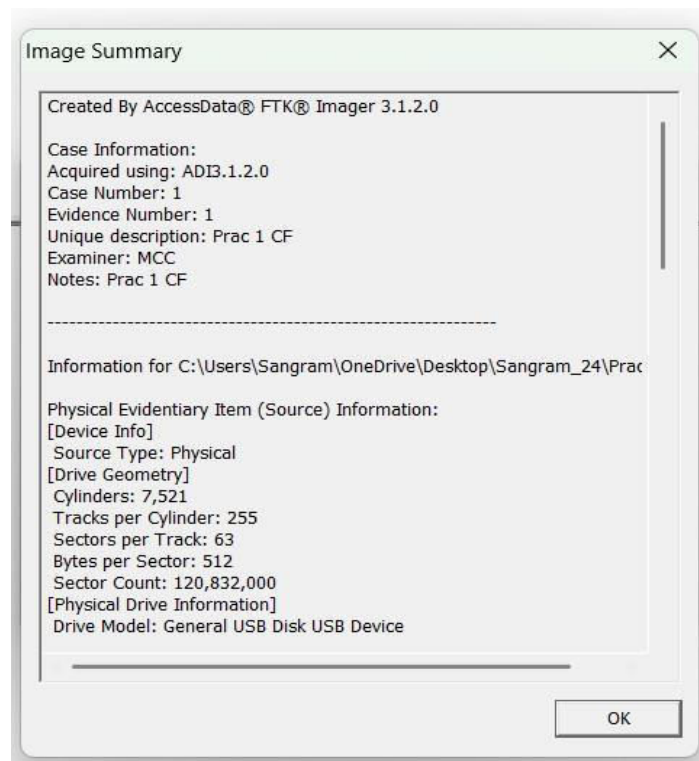 Image Summary
Created By AccessData® FTK® Imager 3.1.2.0
Case Information:
Acquired using: ADI3.1.2.0
Case Number: 1
Evidence Number: 1
Unique description: Prac 1 CF
Examiner: MCC
Notes: Prac 1 CF
--------------------------------------------------------------
Information for C:\Users\Sangram\OneDrive\Desktop\Sangram_24\Prac
Physical Evidentiary Item (Source) Information:
[Device Info]
Source Type: Physical
[Drive Geometry]
Cylinders: 7,521
Tracks per Cylinder: 255
Sectors per Track: 63
Bytes per Sector: 512
Sector Count: 120,832,000
[Physical Drive Information]
Drive Model: General USB Disk USB Device
OK